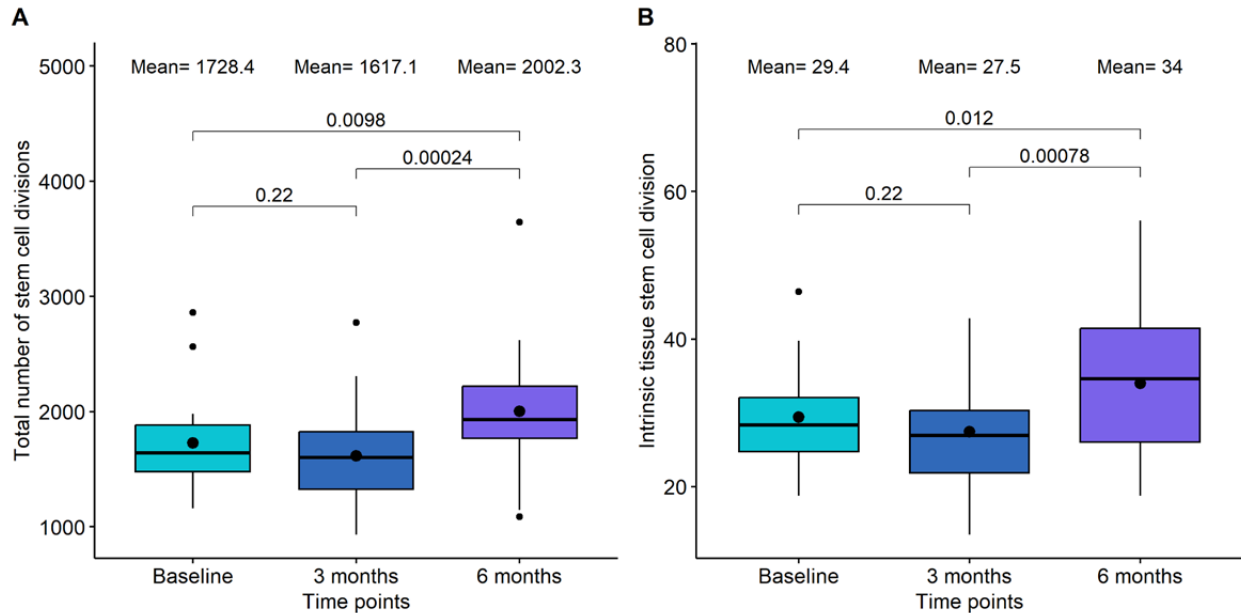 A
Total number of stem cell divisions
5000
4000
3000
2000
1000
Mean= 1728.4 Mean= 1617.1 Mean= 2002.3
0.0098
0.00024
0.22
Baseline 3 months 6 months
Time points
B
Intrinsic tissue stem cell division
80
60
40
20
Mean= 29.4 Mean= 27.5 Mean= 34
0.012
0.00078
0.22
Baseline 3 months 6 months
Time points